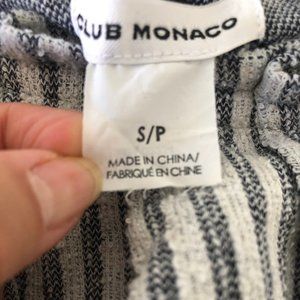 CLUB MONACO
S/P
MADE IN CHINA/
FABRIQUÉ EN CHINE